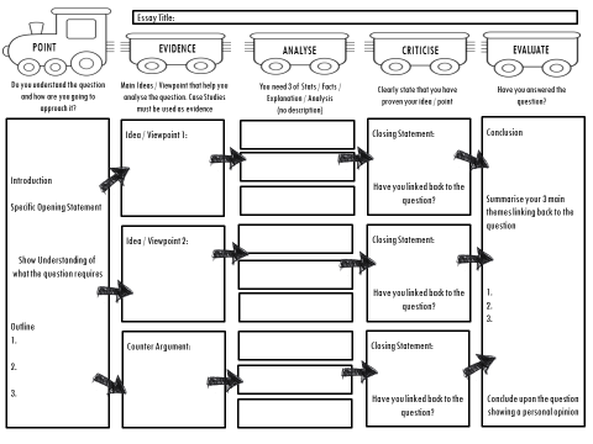 Essay Title:
POINT
EVIDENCE
ANALYSE
CRITICISE
EVALUATE
Do you understand the question
and how are you going to
approach it?
Main Ideas / Viewpoint that help you
analyse the question. Case Studies
must be used as evidence
You need 3 of Stats / Facts /
Explanation / Analysis
(no description)
Clearly state that you have
proven your idea / point
Have you answered the
question?
Introduction
Specific Opening Statement
Show Understanding of
what the question requires
Outline
1.
2.
3.
Idea / Viewpoint 1:
Idea / Viewpoint 2:
Counter Argument:
Closing Statement:
Have you linked back to the
question?
Closing Statement:
Have you linked back to the
question?
Closing Statement:
Have you linked back to the
question?
Conclusion
Summarise your 3 main
themes linking back to the
question
1.
2.
3.
Conclude upon the question
showing a personal opinion